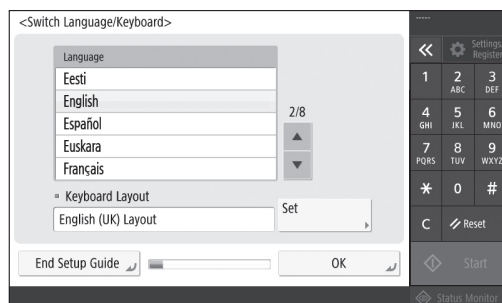 <Switch Language/Keyboard>
Language
Eesti
English
Español
Euskara
Français
2/8
Keyboard Layout
English (UK) Layout
Set
End Setup Guide
OK
-----
Settings
Register
1
2
ABC
3
DEF
4
GHI
5
JKL
6
MNO
7
PQRS
8
TUV
9
WXYZ
*
0
#
C
Reset
Start
Status Monitor